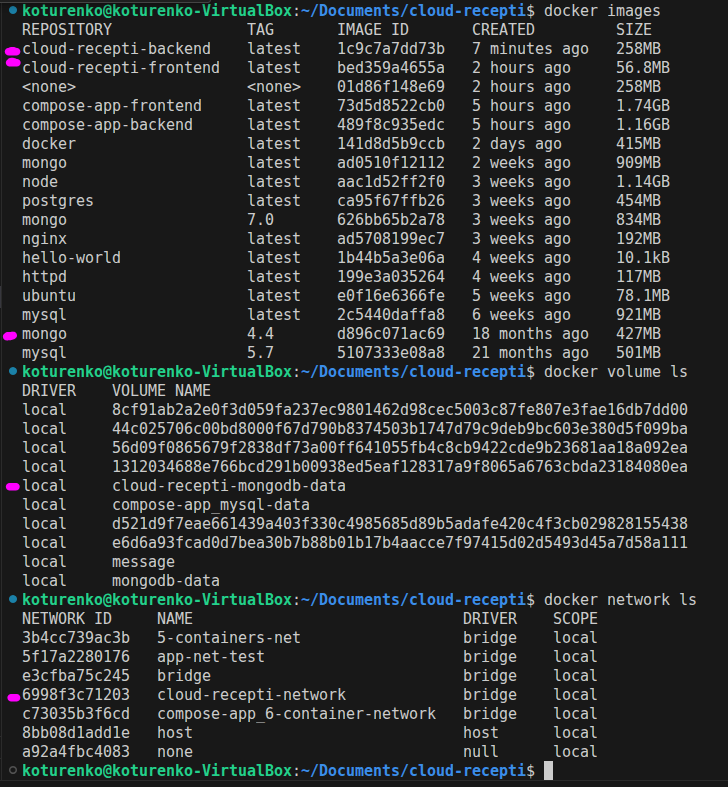 koturenko@koturenko-VirtualBox:~/Documents/cloud-recepti$ docker images
REPOSITORY TAG IMAGE ID CREATED SIZE
cloud-recepti-backend latest 1c9c7a7dd73b 7 minutes ago 258MB
cloud-recepti-frontend latest bed359a4655a 2 hours ago 56.8MB
<none> <none> 01d86f148e69 2 hours ago 258MB
compose-app-frontend latest 73d5d8522cb0 5 hours ago 1.74GB
compose-app-backend latest 489f8c935edc 5 hours ago 1.16GB
docker latest 141d8d5b9ccb 2 days ago 415MB
mongo latest ad0510f12112 2 weeks ago 909MB
node latest aac1d52ff2f0 3 weeks ago 1.14GB
postgres latest ca95f67ffb26 3 weeks ago 454MB
mongo 7.0 626bb65b2a78 3 weeks ago 834MB
nginx latest ad5708199ec7 3 weeks ago 192MB
hello-world latest 1b44b5a3e06a 4 weeks ago 10.1kB
httpd latest 199e3a035264 4 weeks ago 117MB
ubuntu latest e0f16e6366fe 5 weeks ago 78.1MB
mysql latest 2c5440daffa8 6 weeks ago 921MB
mongo 4.4 d896c071ac69 18 months ago 427MB
mysql 5.7 5107333e08a8 21 months ago 501MB
koturenko@koturenko-VirtualBox:~/Documents/cloud-recepti$ docker volume ls
DRIVER VOLUME NAME
local 8cf91ab2a2e0f3d059fa237ec9801462d98cec5003c87fe807e3fae16db7dd00
local 44c025706c00bd8000f67d790b8374503b1747d79c9deb9bc603e380d5f099ba
local 56d09f0865679f2838df73a00ff641055fb4c8cb9422cde9b23681aa18a092ea
local 1312034688e766bcd291b00938ed5eaf128317a9f8065a6763cbda23184080ea
local cloud-recepti-mongodb-data
local compose-app_mysql-data
local d521d9f7eae661439a403f330c4985685d89b5adafe420c4f3cb029828155438
local e6d6a93fcad0d7bea30b7b88b01b17b4aacce7f97415d02d5493d45a7d58a111
local message
local mongodb-data
koturenko@koturenko-VirtualBox:~/Documents/cloud-recepti$ docker network ls
NETWORK ID NAME DRIVER SCOPE
3b4cc739ac3b 5-containers-net bridge local
5f17a2280176 app-net-test bridge local
e3cfba75c245 bridge bridge local
6998f3c71203 cloud-recepti-network bridge local
c73035b3f6cd compose-app_6-container-network bridge local
8bb08d1add1e host host local
a92a4fbc4083 none null local
koturenko@koturenko-VirtualBox:~/Documents/cloud-recepti$